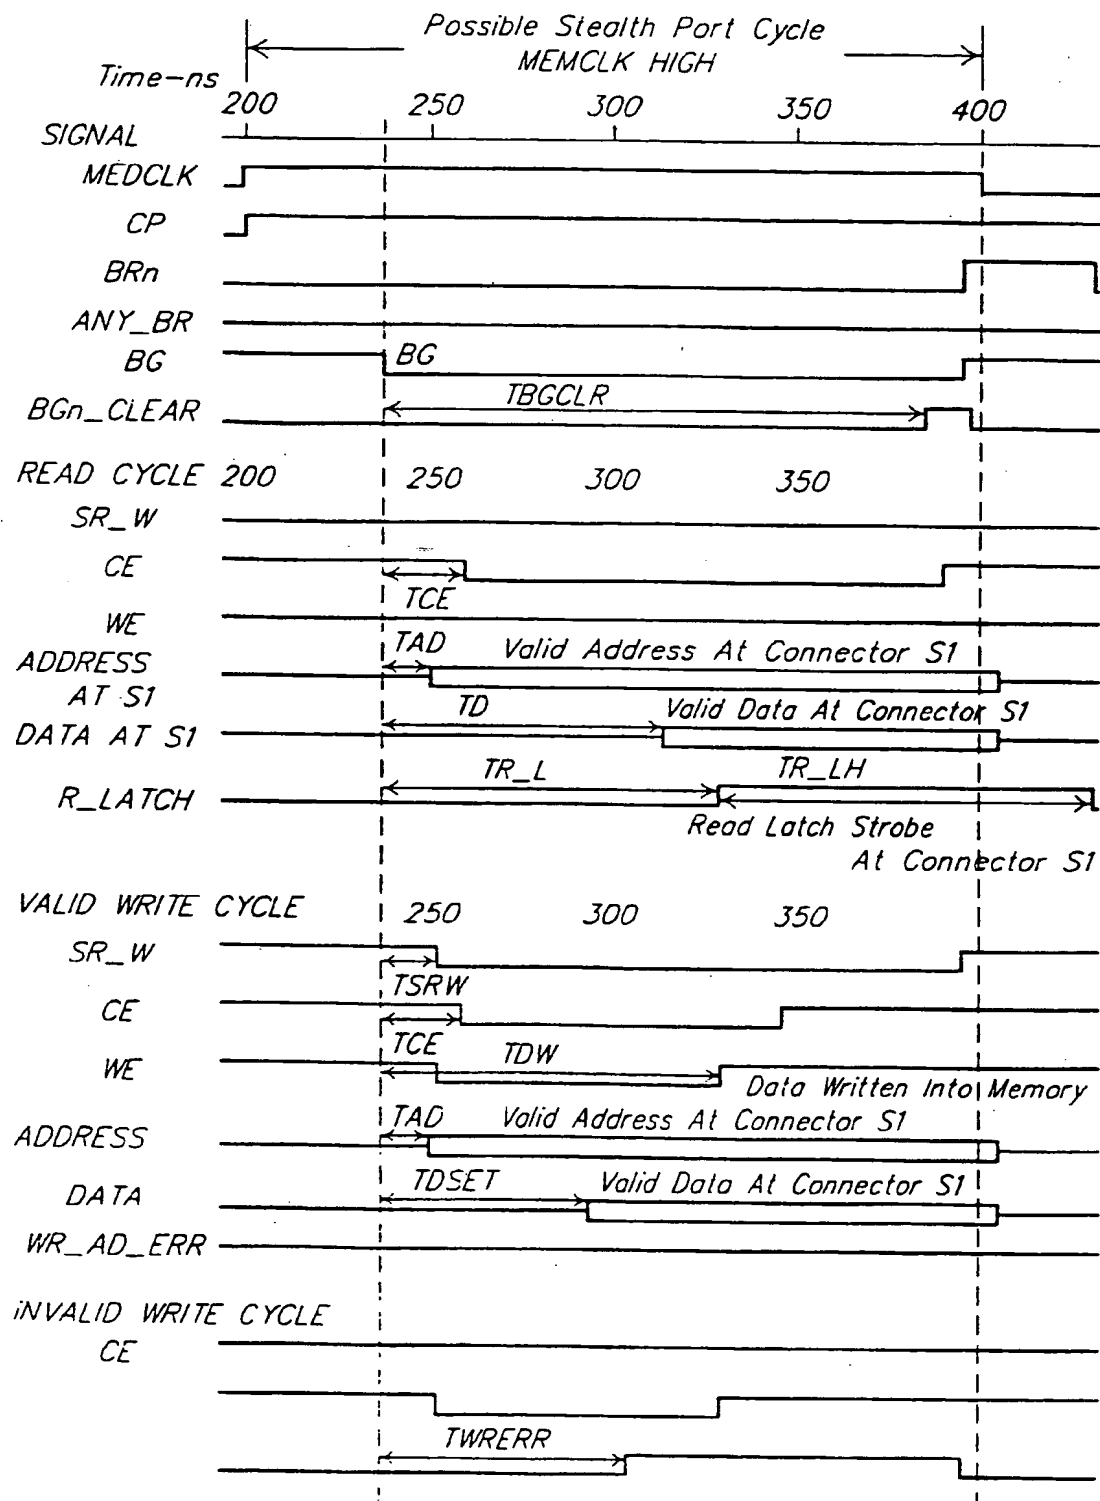 Possible Stealth Port Cycle
MEMCLK HIGH
Time-ns
200 250 300 350 400
SIGNAL
MEDCLK
CP
BRn
ANY_BR
BG BG
TBGCLR
BGn_CLEAR
READ CYCLE 200 250 300 350
SR_W
CE
TCE
WE
TAD Valid Address At Connector S1
ADDRESS
AT S1
TD Valid Data At Connector S1
DATA AT S1
TR_L TR_LH
R_LATCH
Read Latch Strobe
At Connector S1
VALID WRITE CYCLE 250 300 350
SR_W
TSRW
CE
TCE TDW
WE
Data Written Into Memory
TAD Valid Address At Connector S1
ADDRESS
TDSET Valid Data At Connector S1
DATA
WR_AD_ERR
iNVALID WRITE CYCLE
CE
TWRERR